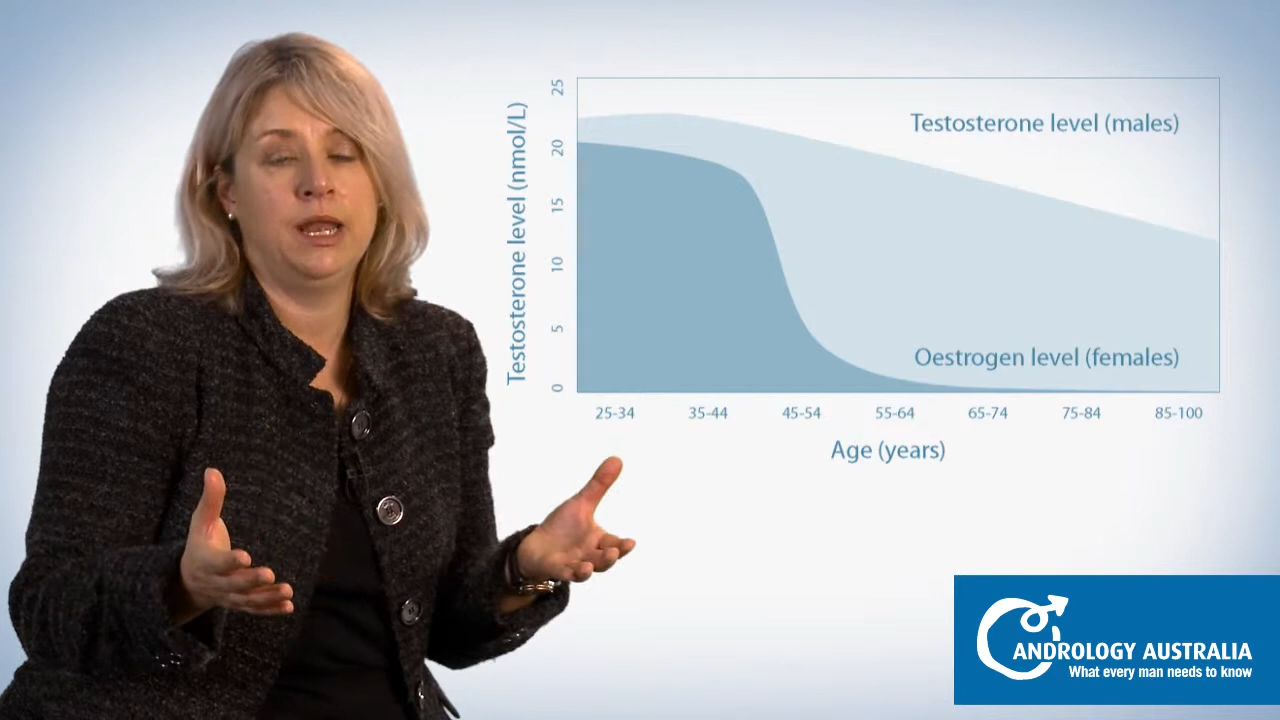 Testosterone level (nmol/L)
25
20
15
10
5
0
Testosterone level (males)
Oestrogen level (females)
25-34 35-44 45-54 55-64 65-74 75-84 85-100
Age (years)
ANDROLOGY AUSTRALIA
What every man needs to know